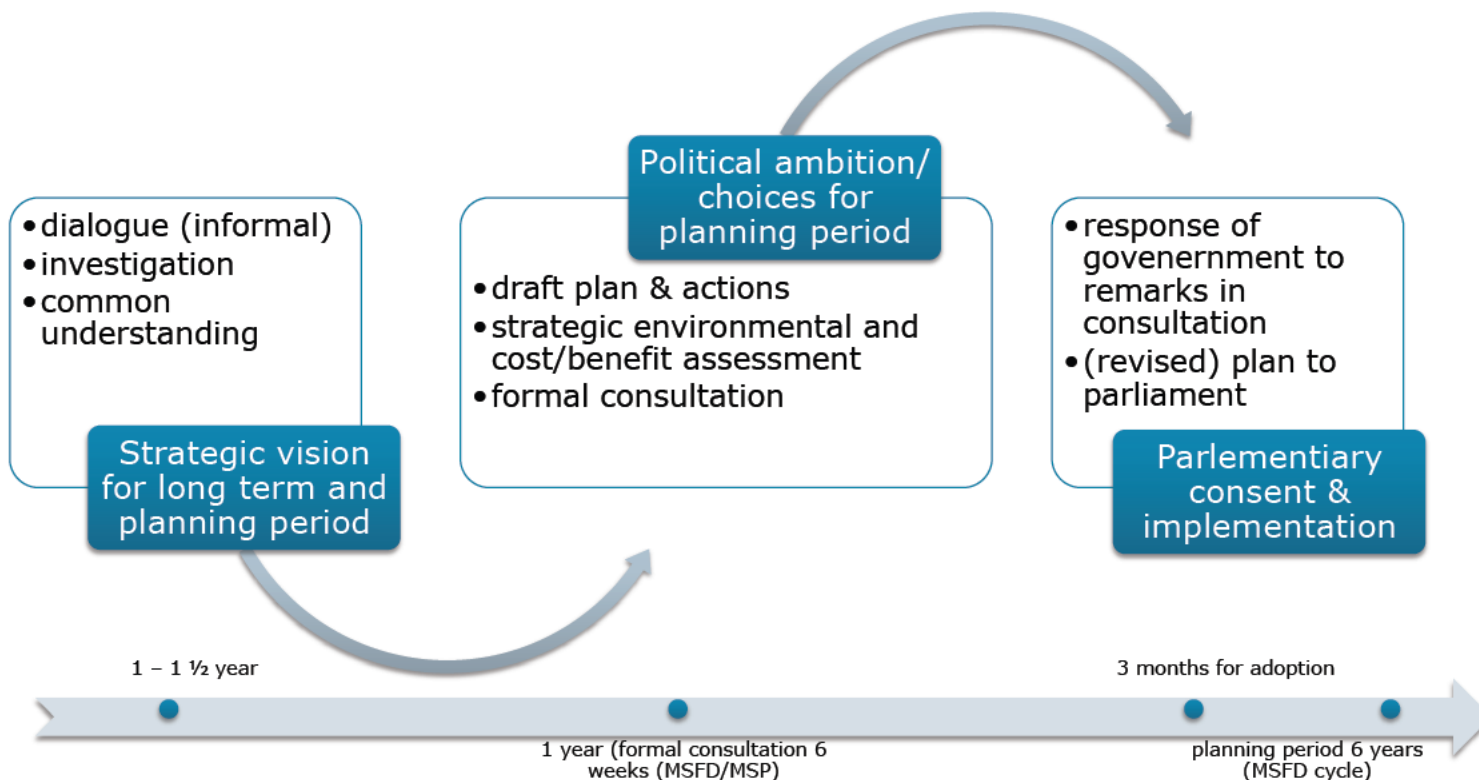 •dialogue (informal)
•investigation
•common
understanding
Strategic vision
for long term and
planning period
Political ambition/
choices for
planning period
•draft plan & actions
•strategic environmental and
cost/benefit assessment
•formal consultation
•response of
govenernment to
remarks in
consultation
•(revised) plan to
parliament
Parlementiary
consent &
implementation
1 – 1 ½ year
1 year (formal consultation 6
weeks (MSFD/MSP)
3 months for adoption
planning period 6 years
(MSFD cycle)